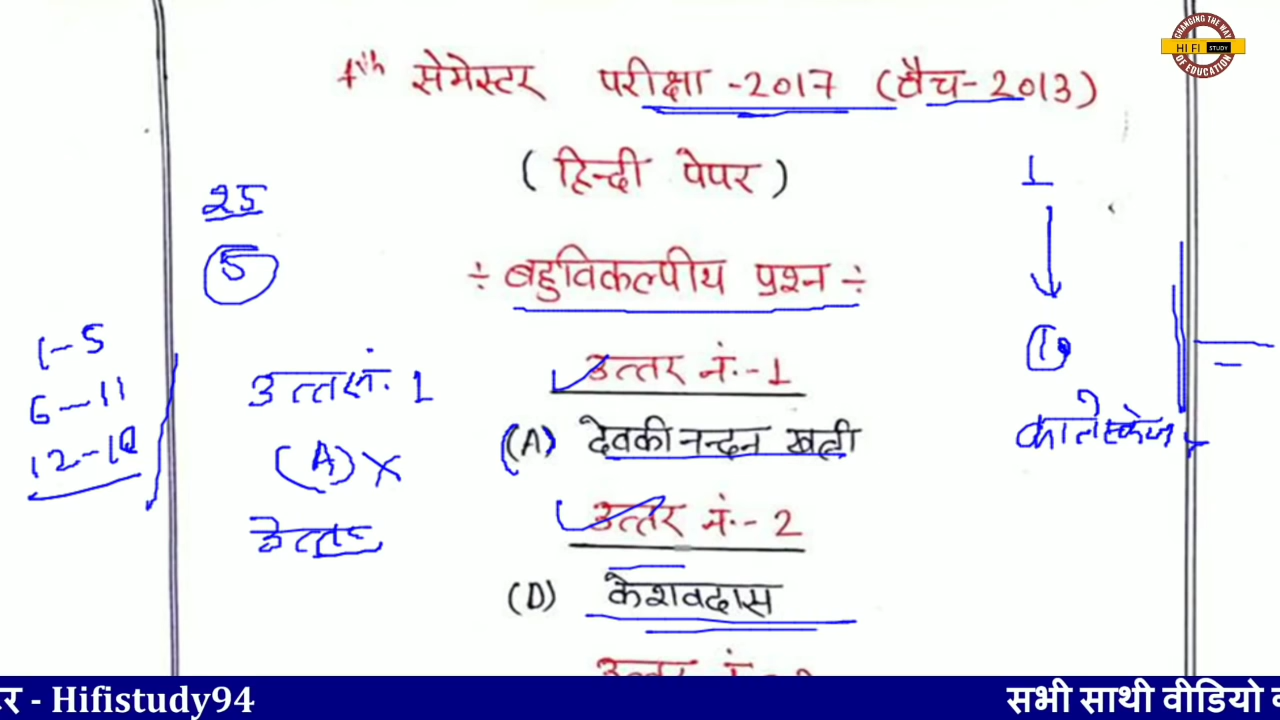 CHANGING THE WAY
HI FI STUDY
OF EDUCATION
4th सेमेस्टर परीक्षा -2017 (बैच-2013)
(हिन्दी पेपर)
25
1
5
÷ बहुविकल्पीय प्रश्न ÷
1-5
6-11
उत्तर नं.-1
उत्तर नं. 1
(A) देवकी नन्दन खत्री
(A) X
उत्तर
उत्तर नं.-2
(D) केशवदास
टर - Hifistudy94
सभी साथी वीडियो